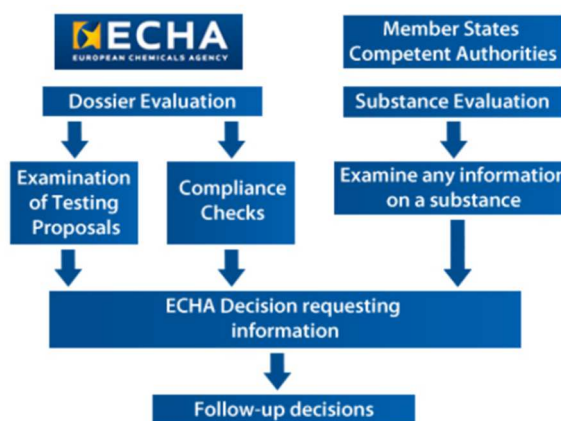 ECHA
EUROPEAN CHEMICALS AGENCY
Member States
Competent Authorities
Dossier Evaluation
Substance Evaluation
Examination
of Testing
Proposals
Compliance
Checks
Examine any information
on a substance
ECHA Decision requesting
information
Follow-up decisions